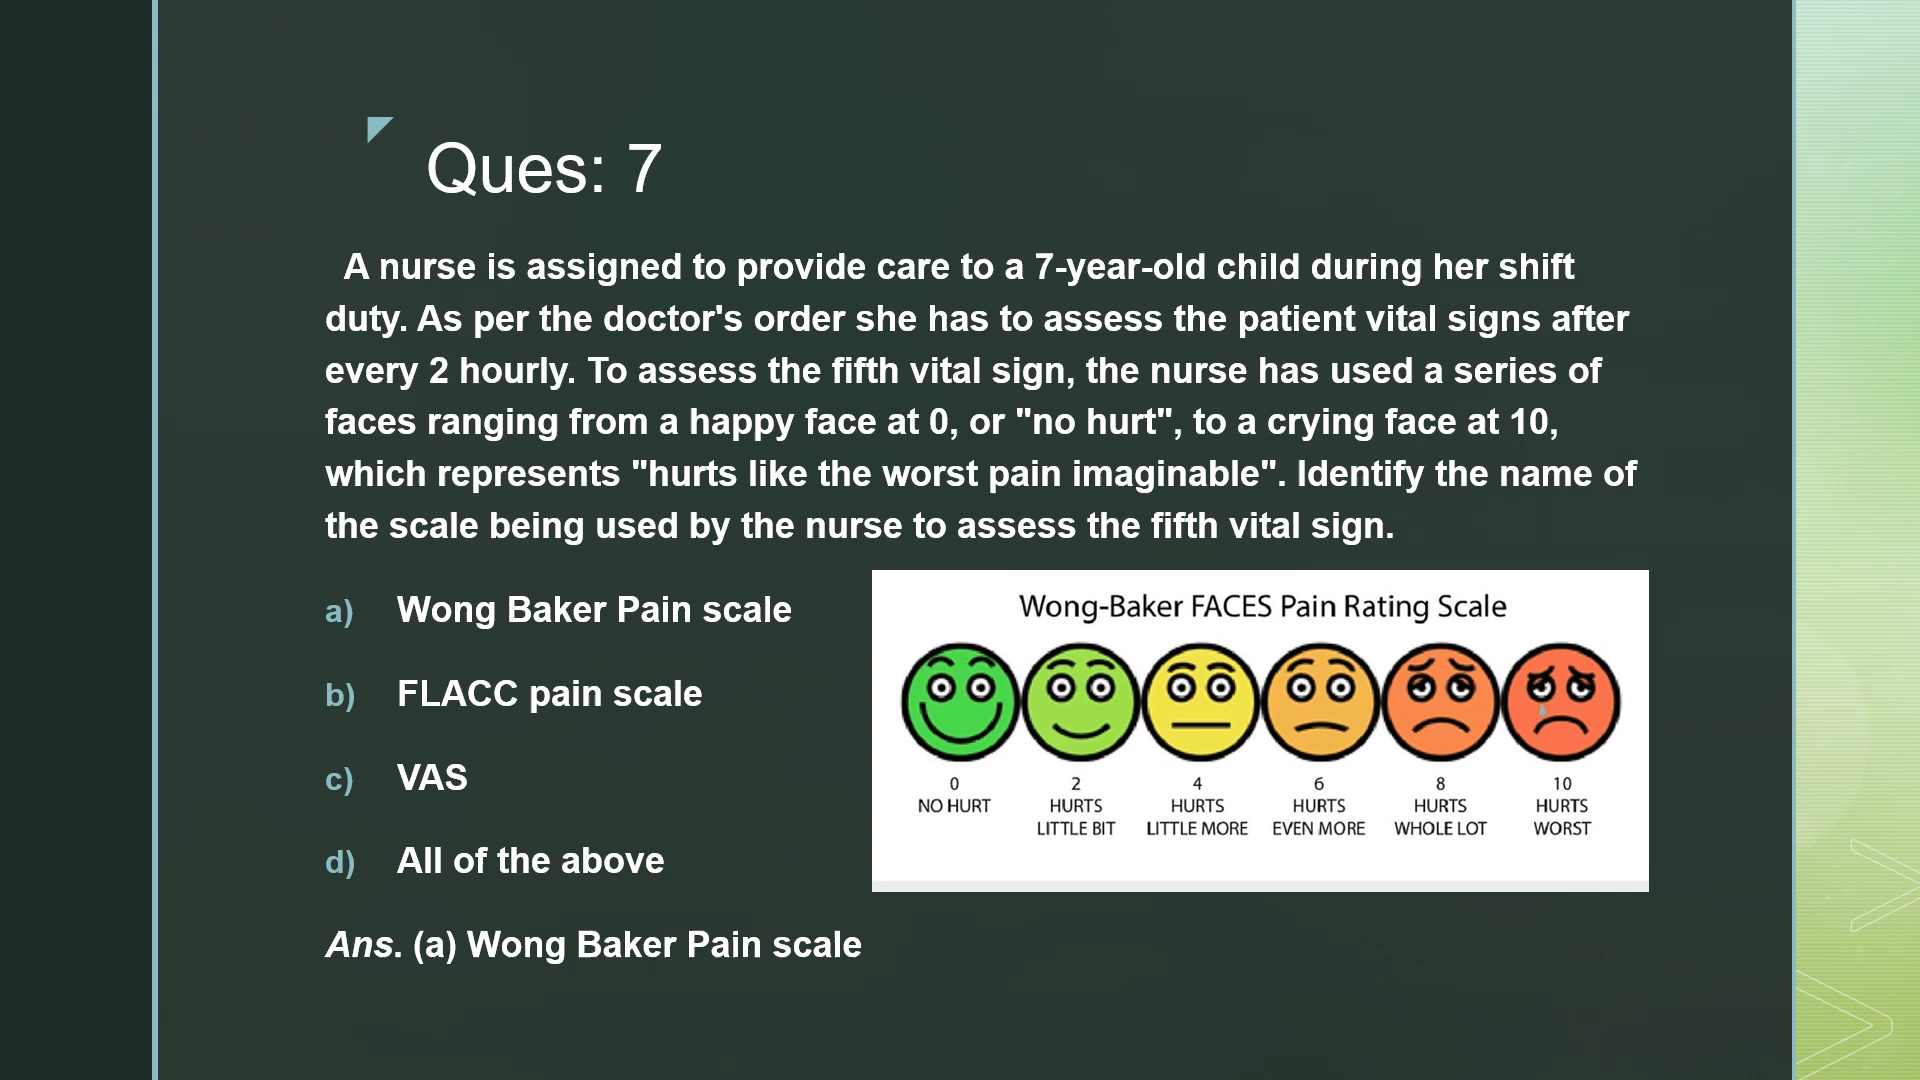 Ques: 7
A nurse is assigned to provide care to a 7-year-old child during her shift
duty. As per the doctor's order she has to assess the patient vital signs after
every 2 hourly. To assess the fifth vital sign, the nurse has used a series of
faces ranging from a happy face at 0, or "no hurt", to a crying face at 10,
which represents "hurts like the worst pain imaginable". Identify the name of
the scale being used by the nurse to assess the fifth vital sign.
a) Wong Baker Pain scale
b) FLACC pain scale
c) VAS
d) All of the above
Ans. (a) Wong Baker Pain scale
Wong-Baker FACES Pain Rating Scale
0 2 4 6 8 10
NO HURT HURTS HURTS HURTS HURTS HURTS
LITTLE BIT LITTLE MORE EVEN MORE WHOLE LOT WORST